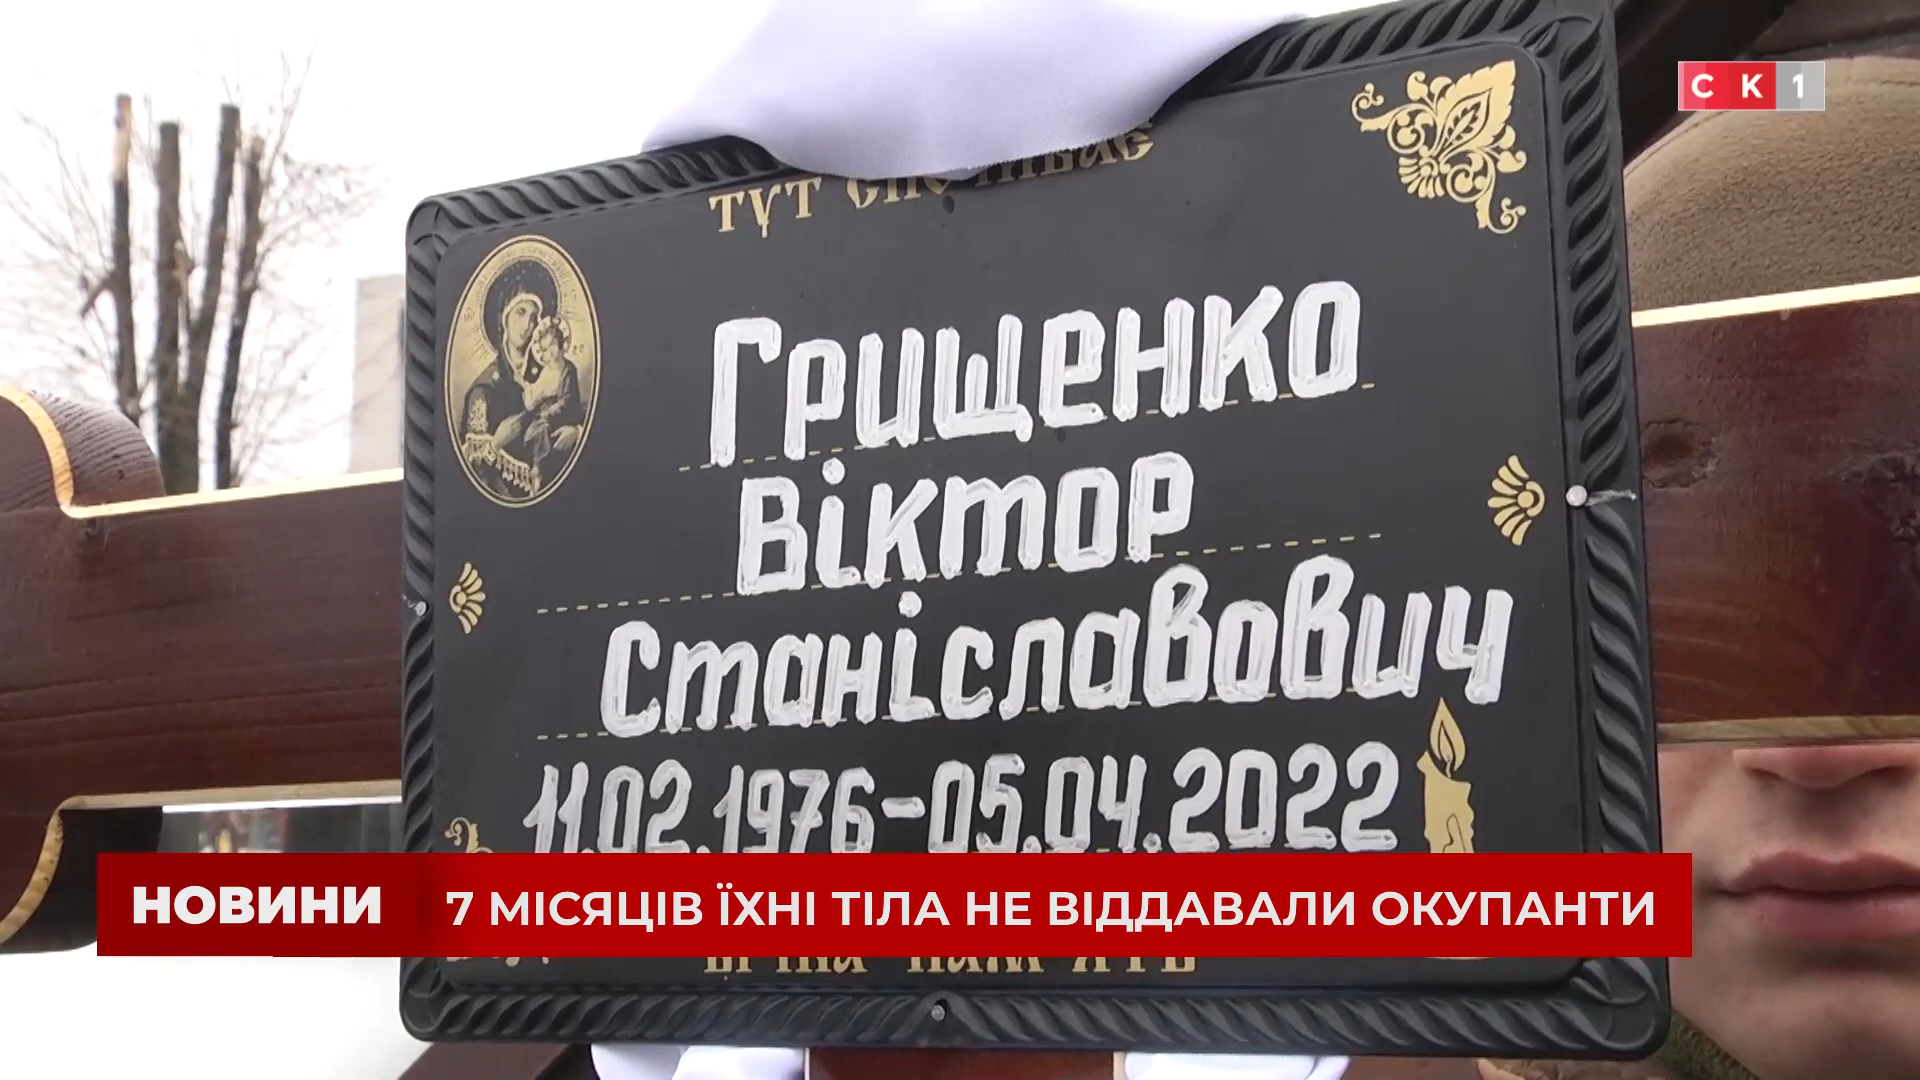 СК1
ТУТ
Грищенко
Віктор
Станіславович
11.02.1976-05.04.2022
НОВИНИ 7 МІСЯЦІВ ЇХНІ ТІЛА НЕ ВІДДАВАЛИ ОКУПАНТИ